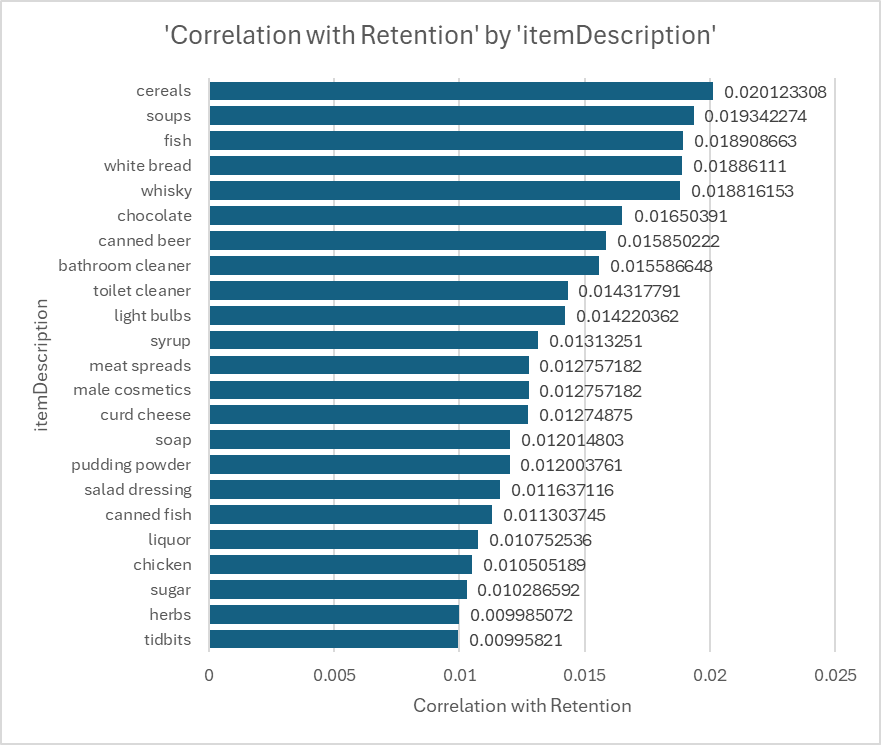 'Correlation with Retention' by 'itemDescription'
itemDescription
cereals 0.020123308
soups 0.019342274
fish 0.018908663
white bread 0.01886111
whisky 0.018816153
chocolate 0.01650391
canned beer 0.015850222
bathroom cleaner 0.015586648
toilet cleaner 0.014317791
light bulbs 0.014220362
syrup 0.01313251
meat spreads 0.012757182
male cosmetics 0.012757182
curd cheese 0.01274875
soap 0.012014803
pudding powder 0.012003761
salad dressing 0.011637116
canned fish 0.011303745
liquor 0.010752536
chicken 0.010505189
sugar 0.010286592
herbs 0.009985072
tidbits 0.00995821
0 0.005 0.01 0.015 0.02 0.025
Correlation with Retention